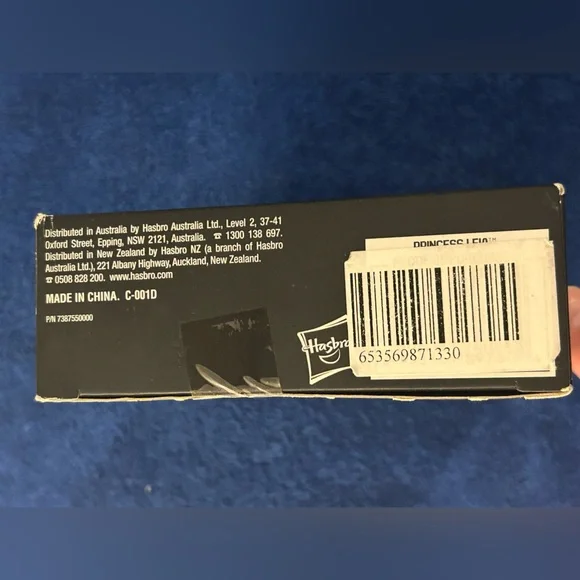 Distributed in Australia by Hasbro Australia Ltd., Level 2, 37-41
Oxford Street, Epping, NSW 2121, Australia. ☎ 1300 138 697.
Distributed in New Zealand by Hasbro NZ (a branch of Hasbro
Australia Ltd.), 221 Albany Highway, Auckland, New Zealand.
☎ 0508 828 200. www.hasbro.com
MADE IN CHINA. C-001D
P/N 7387550000
PRINCESS LEIA™
Hasbro
653569871330